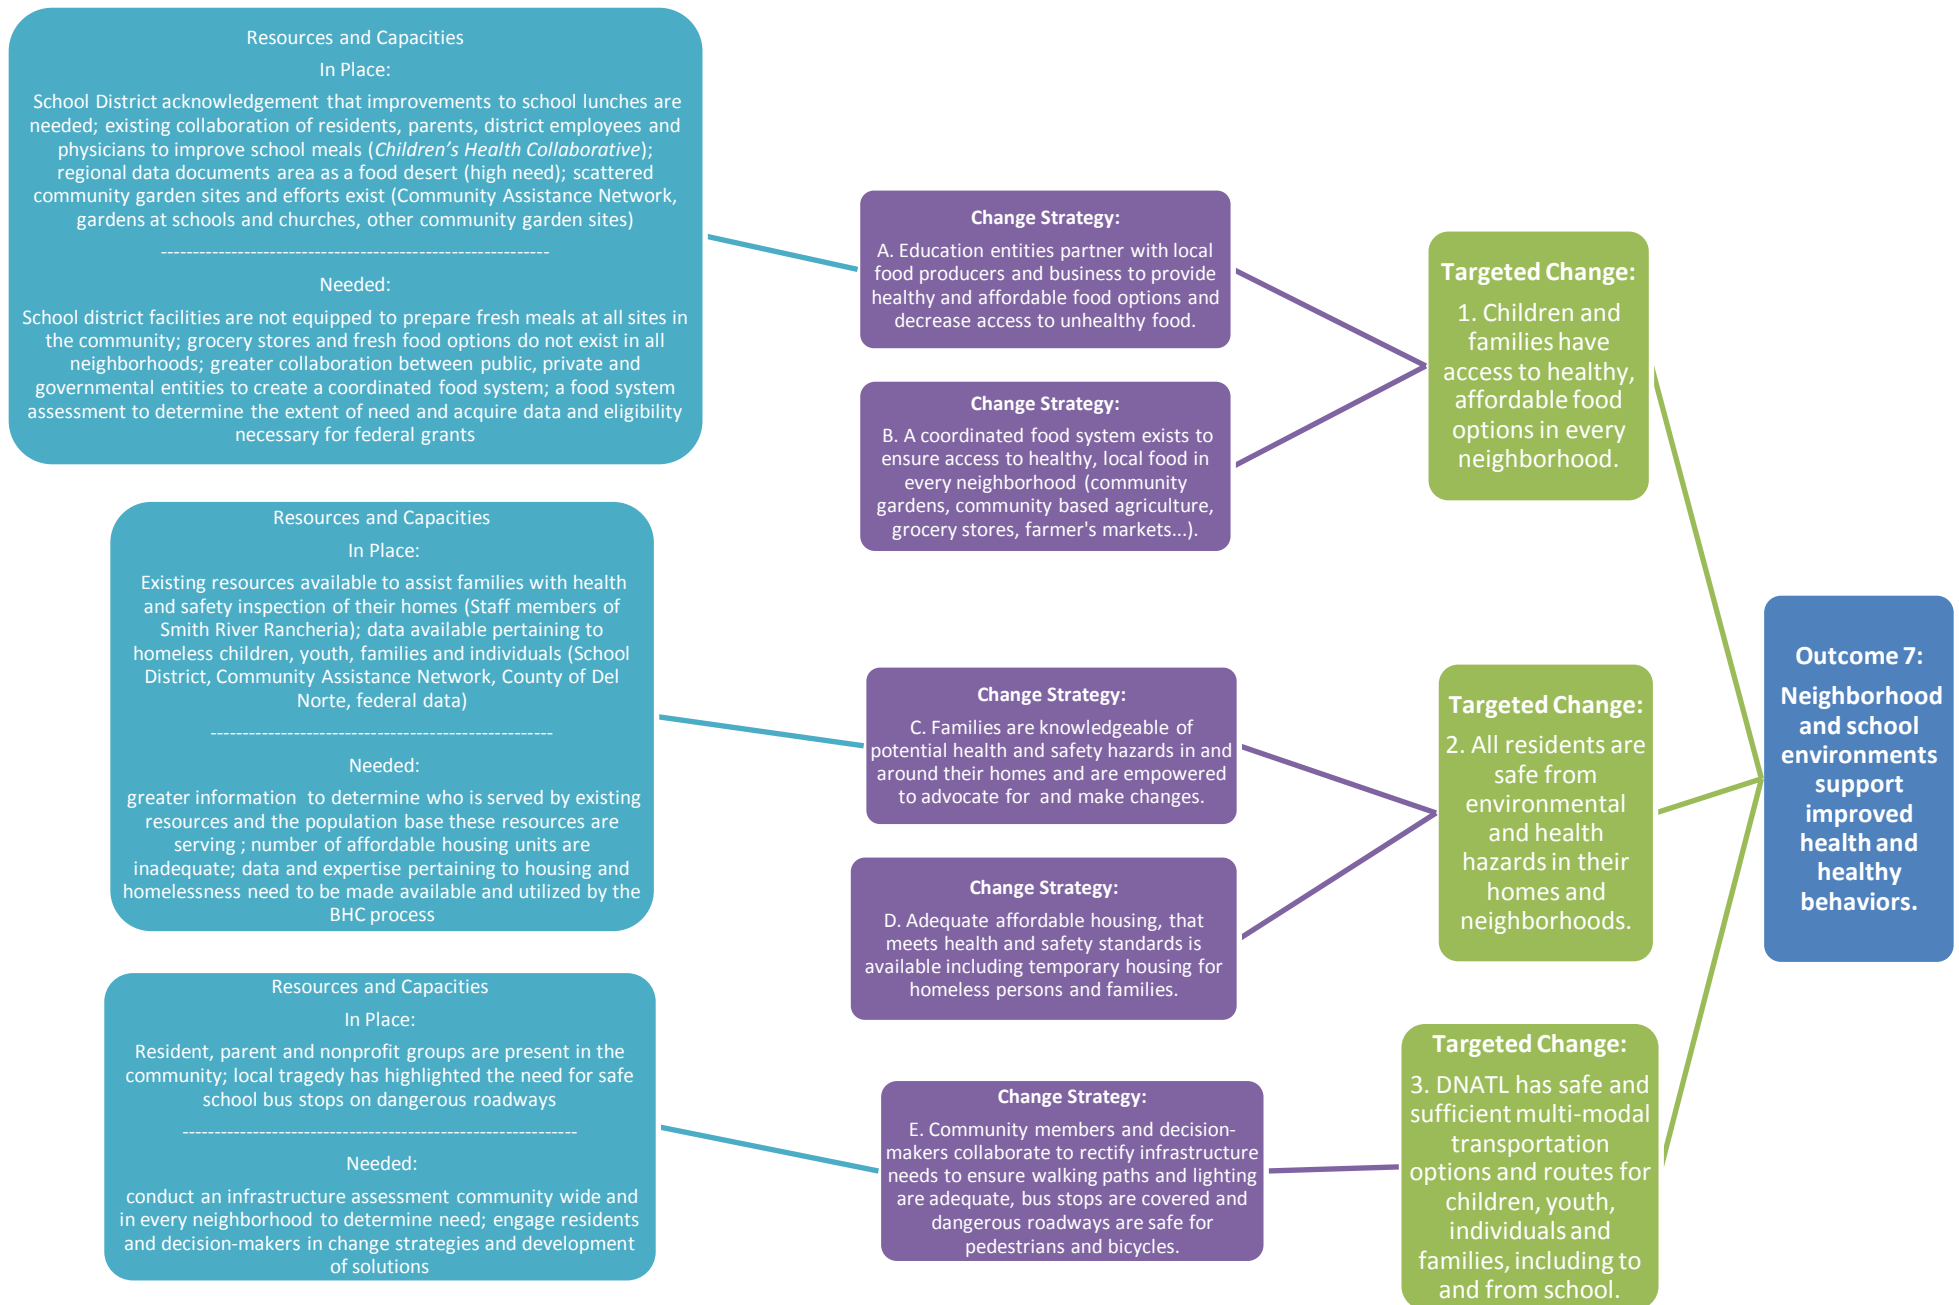 Resources and Capacities
In Place:
School District acknowledgement that improvements to school lunches are
needed; existing collaboration of residents, parents, district employees and
physicians to improve school meals (Children's Health Collaborative);
regional data documents area as a food desert (high need); scattered
community garden sites and efforts exist (Community Assistance Network,
gardens at schools and churches, other community garden sites)
-------------------------------------------------------------
Needed:
School district facilities are not equipped to prepare fresh meals at all sites in
the community; grocery stores and fresh food options do not exist in all
neighborhoods; greater collaboration between public, private and
governmental entities to create a coordinated food system; a food system
assessment to determine the extent of need and acquire data and eligibility
necessary for federal grants
Resources and Capacities
In Place:
Existing resources available to assist families with health
and safety inspection of their homes (Staff members of
Smith River Rancheria); data available pertaining to
homeless children, youth, families and individuals (School
District, Community Assistance Network, County of Del
Norte, federal data)
------------------------------------------------------
Needed:
greater information to determine who is served by existing
resources and the population base these resources are
serving ; number of affordable housing units are
inadequate; data and expertise pertaining to housing and
homelessness need to be made available and utilized by the
BHC process
Resources and Capacities
In Place:
Resident, parent and nonprofit groups are present in the
community; local tragedy has highlighted the need for safe
school bus stops on dangerous roadways
--------------------------------------------------------------
Needed:
conduct an infrastructure assessment community wide and
in every neighborhood to determine need; engage residents
and decision-makers in change strategies and development
of solutions
Change Strategy:
A. Education entities partner with local
food producers and business to provide
healthy and affordable food options and
decrease access to unhealthy food.
Change Strategy:
B. A coordinated food system exists to
ensure access to healthy, local food in
every neighborhood (community
gardens, community based agriculture,
grocery stores, farmer's markets...).
Change Strategy:
C. Families are knowledgeable of
potential health and safety hazards in and
around their homes and are empowered
to advocate for and make changes.
Change Strategy:
D. Adequate affordable housing, that
meets health and safety standards is
available including temporary housing for
homeless persons and families.
Change Strategy:
E. Community members and decision-
makers collaborate to rectify infrastructure
needs to ensure walking paths and lighting
are adequate, bus stops are covered and
dangerous roadways are safe for
pedestrians and bicycles.
Targeted Change:
1. Children and
families have
access to healthy,
affordable food
options in every
neighborhood.
Targeted Change:
2. All residents are
safe from
environmental
and health
hazards in their
homes and
neighborhoods.
Targeted Change:
3. DNATL has safe and
sufficient multi-modal
transportation
options and routes for
children, youth,
individuals and
families, including to
and from school.
Outcome 7:
Neighborhood
and school
environments
support
improved
health and
healthy
behaviors.